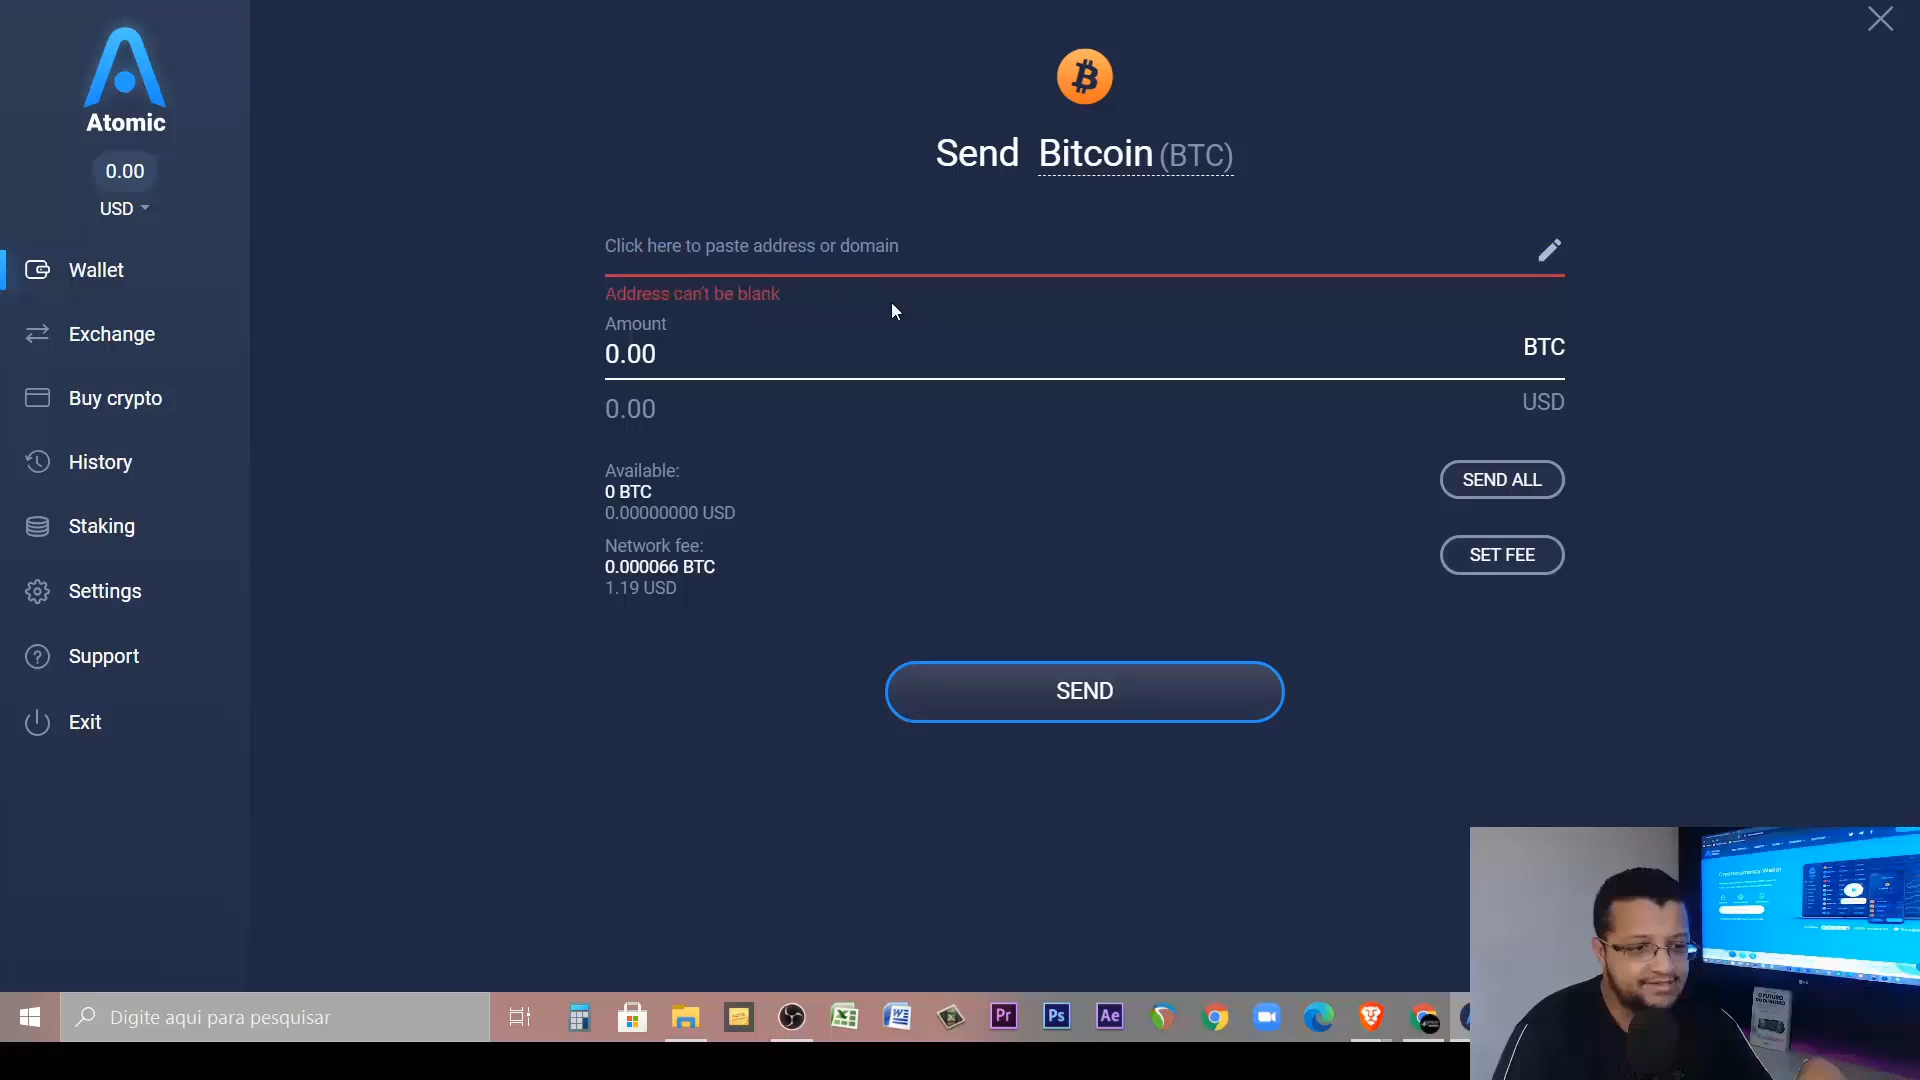 Atomic
0.00
USD
Wallet
Exchange
Buy crypto
History
Staking
Settings
Support
Exit
Send Bitcoin (BTC)
Click here to paste address or domain
Address can't be blank
Amount
0.00 BTC
0.00 USD
Available:
0 BTC
0.00000000 USD
SEND ALL
Network fee:
0.000066 BTC
1.19 USD
SET FEE
SEND
Digite aqui para pesquisar
Pr
Ps
Ae
Cryptocurrency Wallet